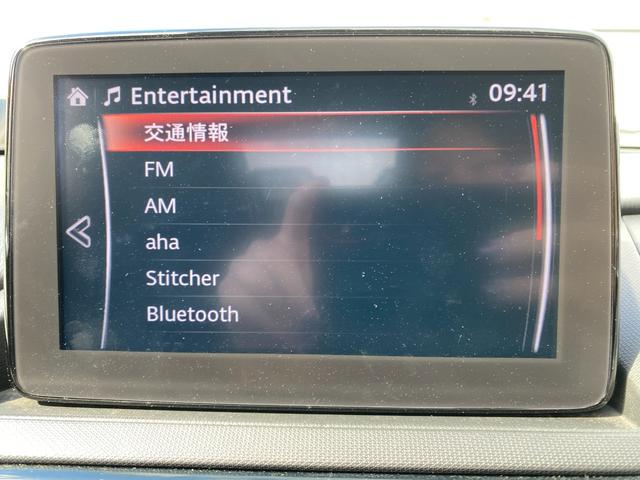 Entertainment 09:41
交通情報
FM
AM
aha
Stitcher
Bluetooth